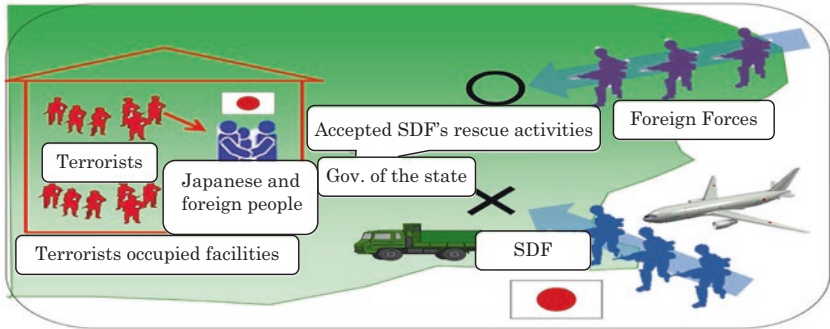 Terrorists
Japanese and
foreign people
Terrorists occupied facilities
Accepted SDF's rescue activities
Gov. of the state
Foreign Forces
SDF